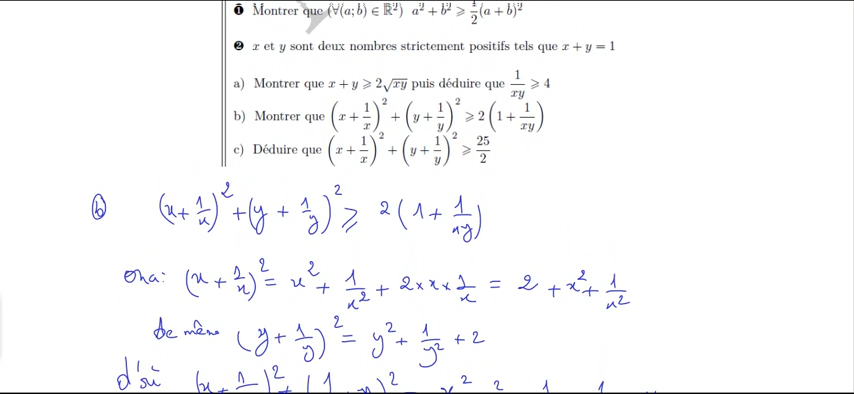 ❶ Montrer que (∀(a; b) ∈ ℝ²) a² + b² ⩾ 1/2 (a + b)²
❷ x et y sont deux nombres strictement positifs tels que x + y = 1
a) Montrer que x + y ⩾ 2√xy puis déduire que 1/xy ⩾ 4
b) Montrer que (x + 1/x)² + (y + 1/y)² ⩾ 2(1 + 1/xy)
c) Déduire que (x + 1/x)² + (y + 1/y)² ⩾ 25/2
b) (x + 1/x)² + (y + 1/y)² ⩾ 2(1 + 1/xy)
ona: (x + 1/x)² = x² + 1/x² + 2 × x × 1/x = 2 + x² + 1/x²
de même (y + 1/y)² = y² + 1/y² + 2
d'où